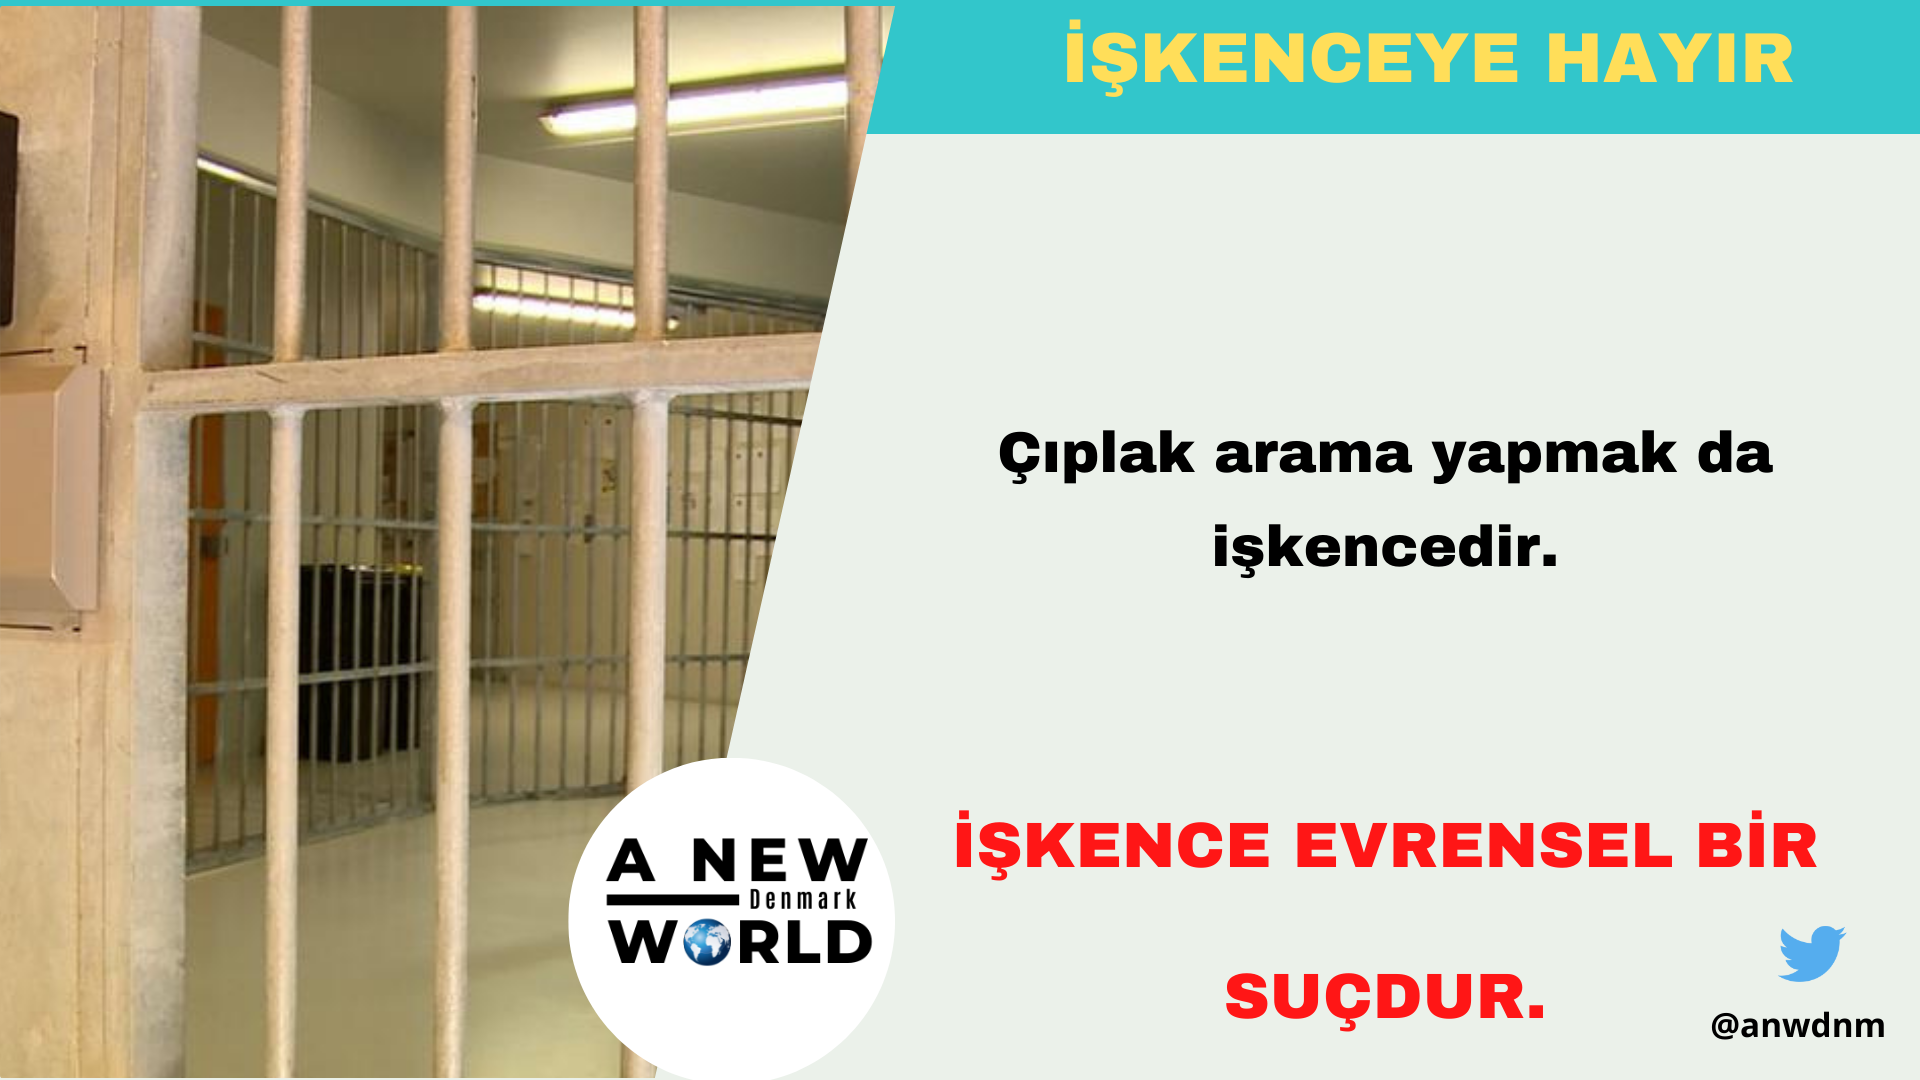 İŞKENCEYE HAYIR
Çıplak arama yapmak da
işkencedir.
İŞKENCE EVRENSEL BİR
SUÇDUR.
A NEW
Denmark
WORLD
@anwdnm